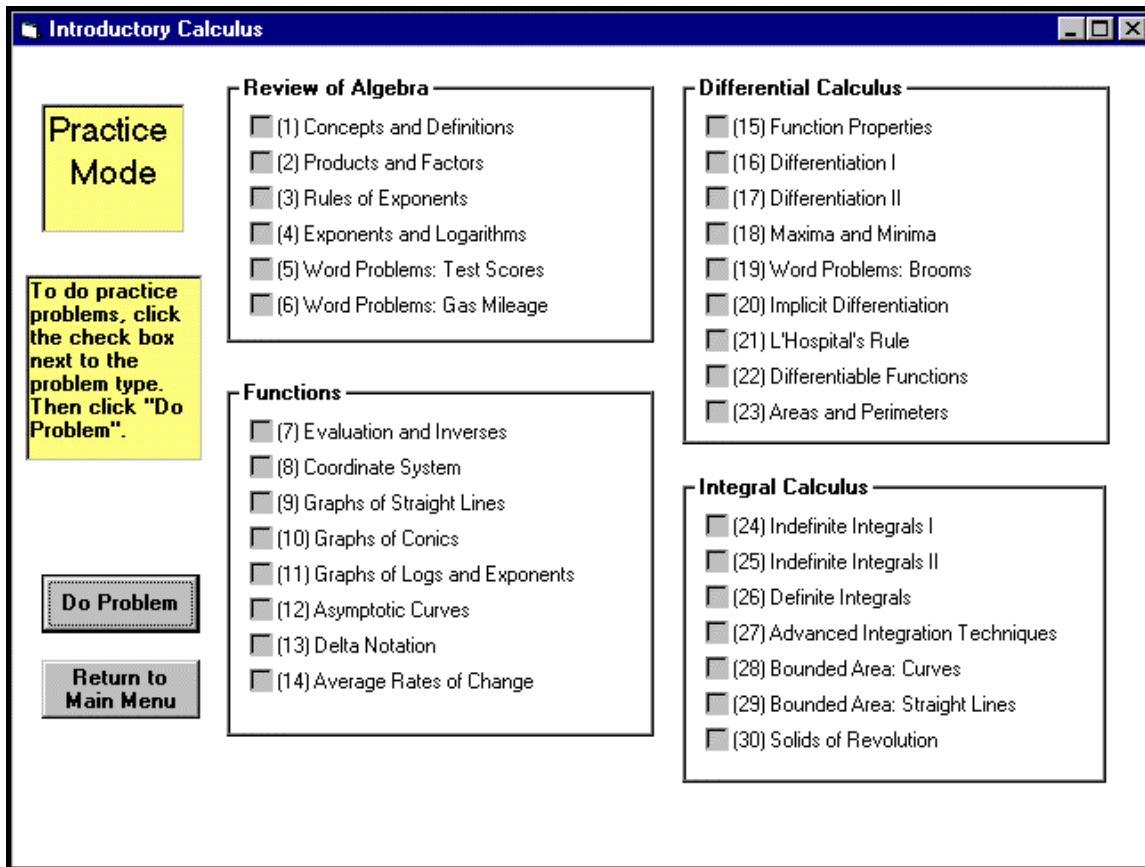 Introductory Calculus
Practice
Mode
To do practice
problems, click
the check box
next to the
problem type.
Then click "Do
Problem".
Do Problem
Return to
Main Menu
Review of Algebra
(1) Concepts and Definitions
(2) Products and Factors
(3) Rules of Exponents
(4) Exponents and Logarithms
(5) Word Problems: Test Scores
(6) Word Problems: Gas Mileage
Functions
(7) Evaluation and Inverses
(8) Coordinate System
(9) Graphs of Straight Lines
(10) Graphs of Conics
(11) Graphs of Logs and Exponents
(12) Asymptotic Curves
(13) Delta Notation
(14) Average Rates of Change
Differential Calculus
(15) Function Properties
(16) Differentiation I
(17) Differentiation II
(18) Maxima and Minima
(19) Word Problems: Brooms
(20) Implicit Differentiation
(21) L'Hospital's Rule
(22) Differentiable Functions
(23) Areas and Perimeters
Integral Calculus
(24) Indefinite Integrals I
(25) Indefinite Integrals II
(26) Definite Integrals
(27) Advanced Integration Techniques
(28) Bounded Area: Curves
(29) Bounded Area: Straight Lines
(30) Solids of Revolution